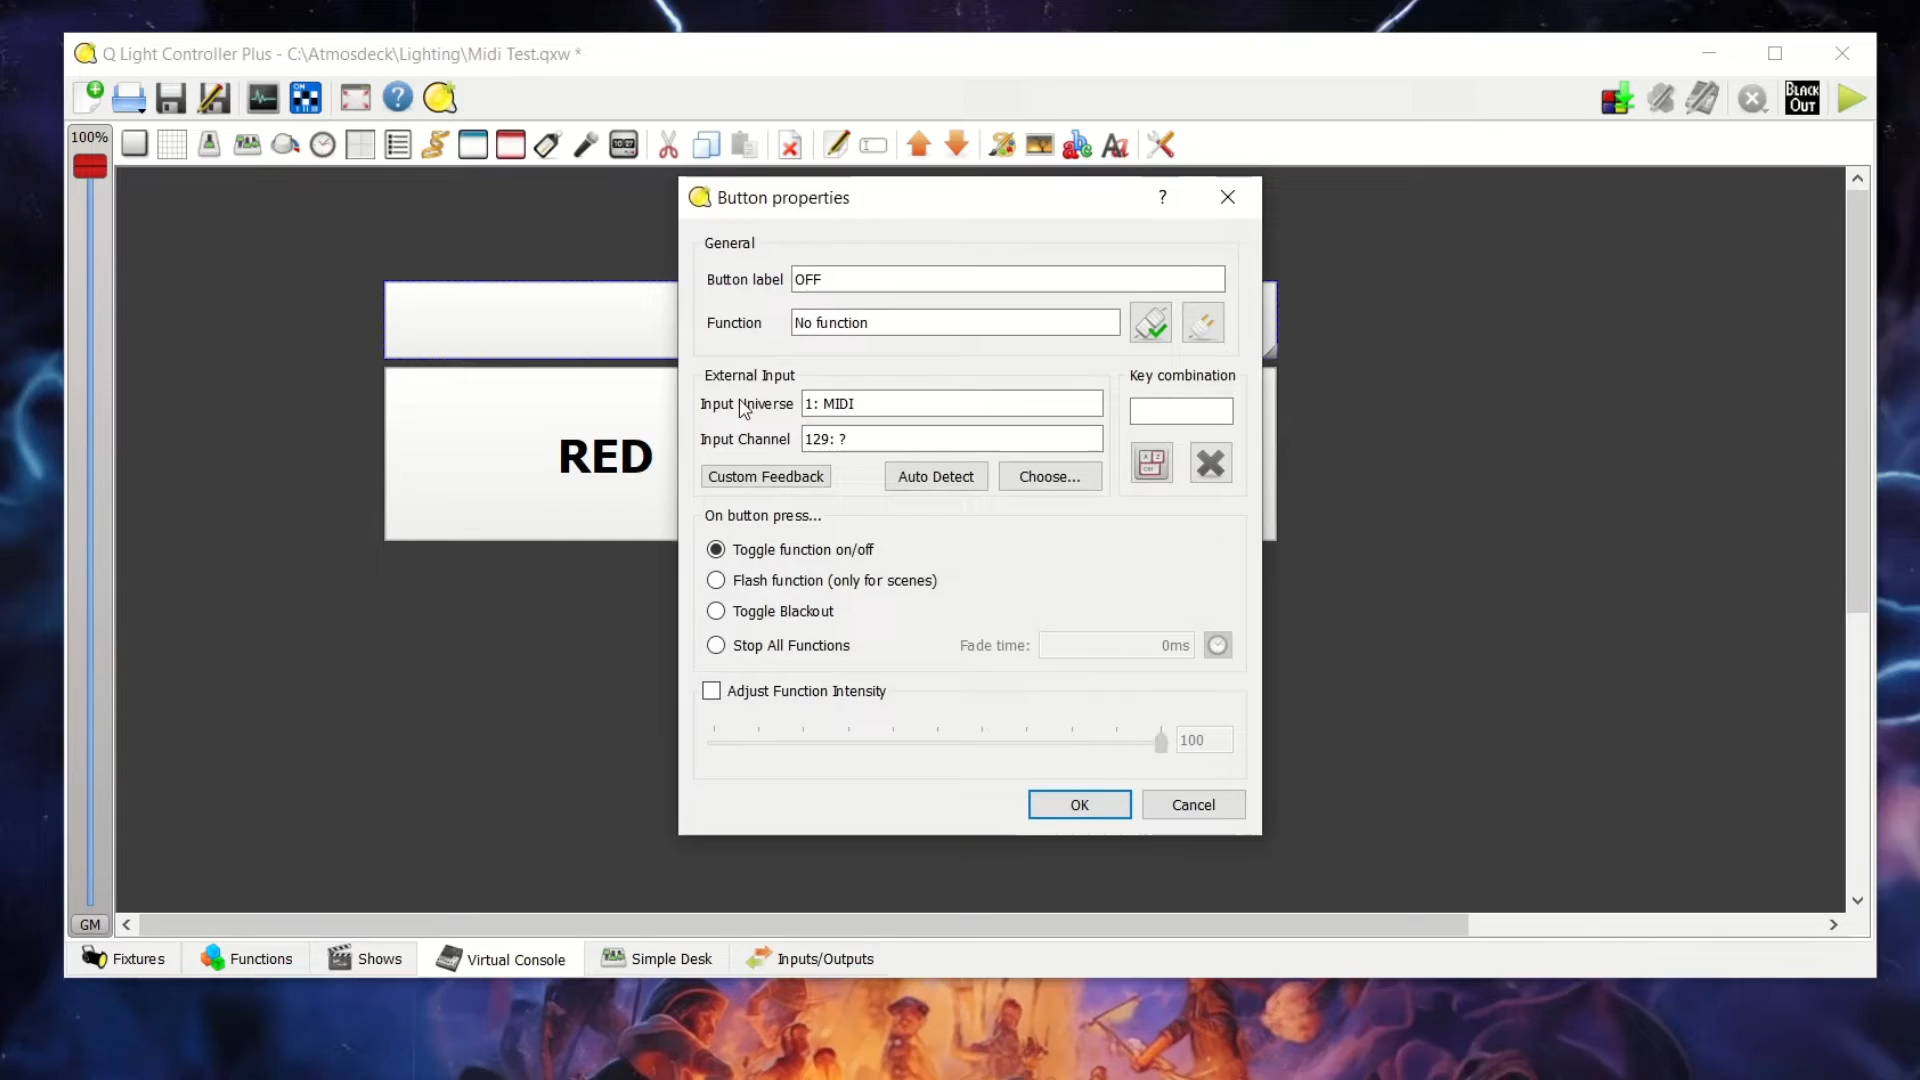 Q Light Controller Plus - C:\Atmosdeck\Lighting\Midi Test.qxw *
ON
BLACK OUT
100%
Button properties
?
General
Button label OFF
Function No function
External Input
Key combination
Input Universe 1: MIDI
Input Channel 129: ?
Custom Feedback Auto Detect Choose...
RED
On button press...
Toggle function on/off
Flash function (only for scenes)
Toggle Blackout
Stop All Functions Fade time: 0ms
Adjust Function Intensity
100
OK Cancel
GM
Fixtures Functions Shows Virtual Console Simple Desk Inputs/Outputs